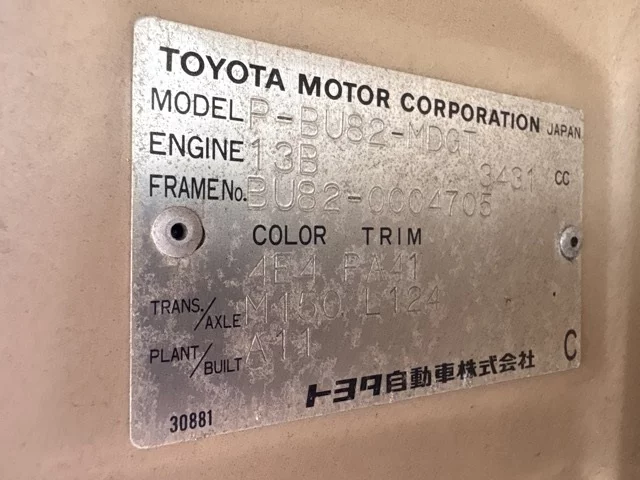 TOYOTA MOTOR CORPORATION JAPAN
MODEL P-BU82-MDQT
ENGINE 13B 3431 CC
FRAME No. BU82-0004705
COLOR TRIM
4E4 FA41
TRANS./AXLE M150 L124
PLANT/BUILT A11 C
トヨタ自動車株式会社
30881